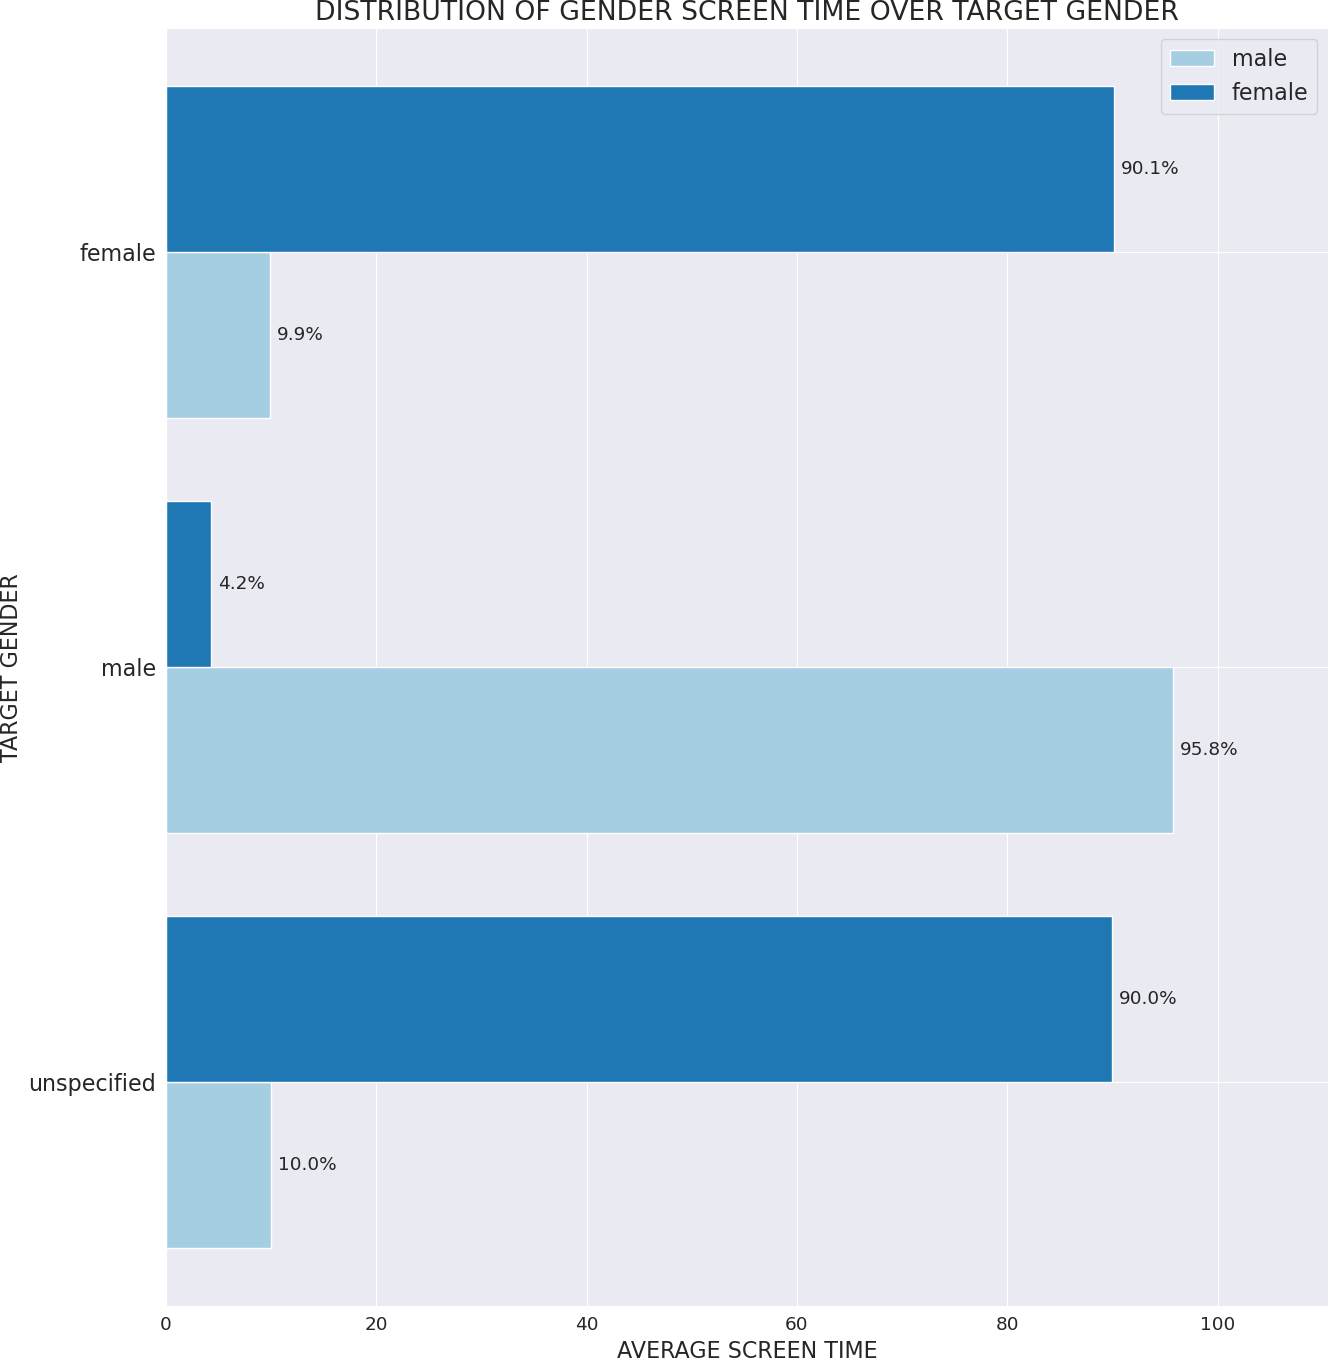 DISTRIBUTION OF GENDER SCREEN TIME OVER TARGET GENDER
male
female
90.1%
female
9.9%
4.2%
TARGET GENDER
male
95.8%
90.0%
unspecified
10.0%
0 20 40 60 80 100
AVERAGE SCREEN TIME